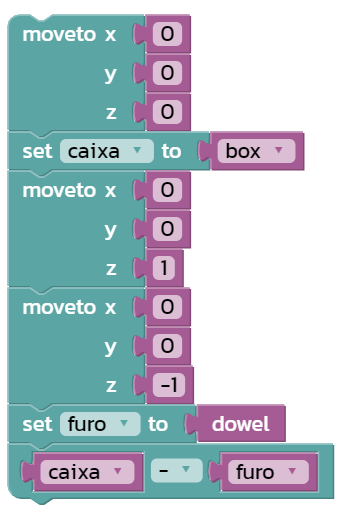 moveto x 0
y 0
z 0
set caixa to box
moveto x 0
y 0
z 1
moveto x 0
y 0
z -1
set furo to dowel
caixa - furo